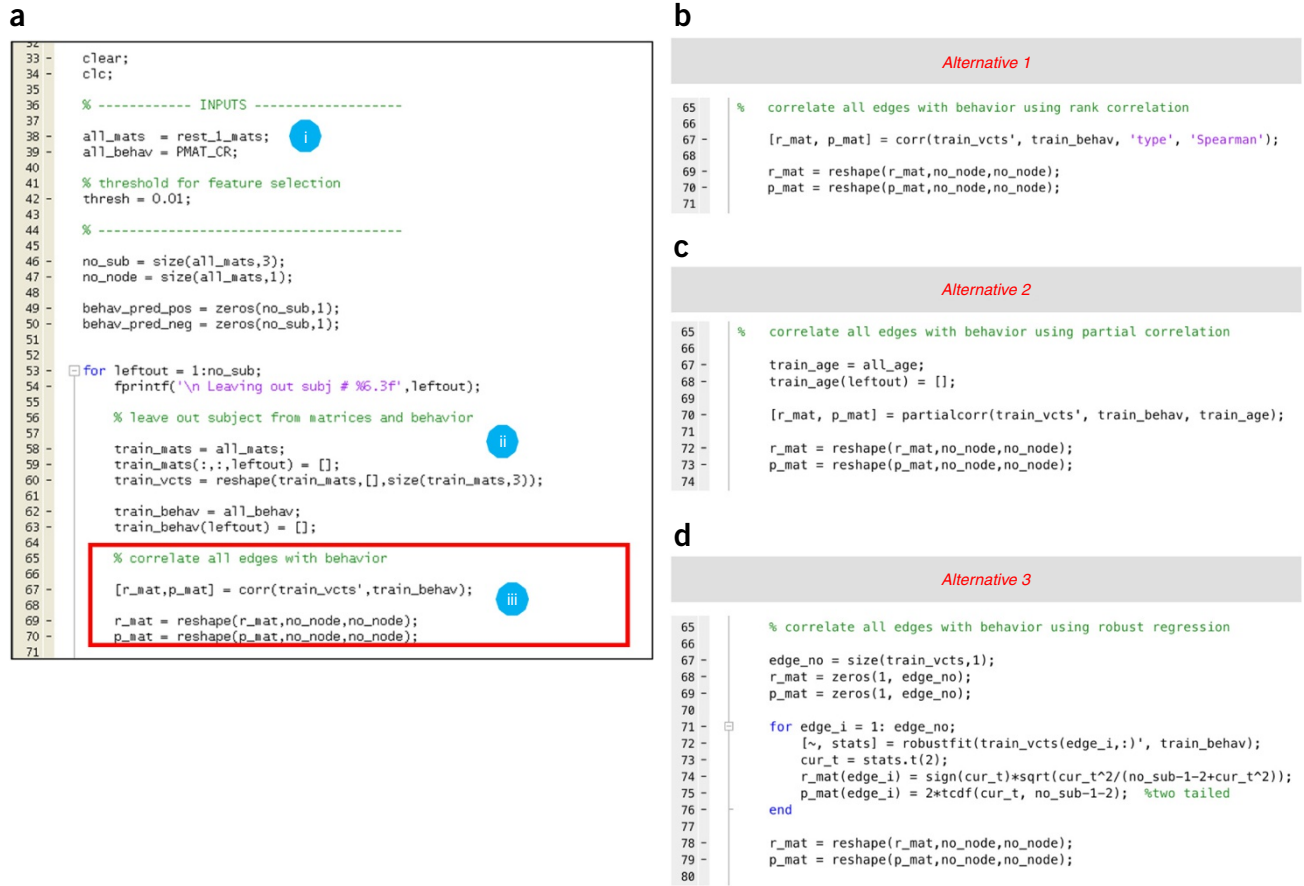 a
32
33 - clear;
34 - clc;
35
36 % ------------ INPUTS ------------------
37
38 - all_mats  = rest_1_mats;
i
39 - all_behav = PMAT_CR;
40
41 % threshold for feature selection
42 - thresh = 0.01;
43
44 % --------------------------------------
45
46 - no_sub = size(all_mats,3);
47 - no_node = size(all_mats,1);
48
49 - behav_pred_pos = zeros(no_sub,1);
50 - behav_pred_neg = zeros(no_sub,1);
51
52
53 - for leftout = 1:no_sub;
54 - fprintf('\n Leaving out subj # %6.3f',leftout);
55
56 % leave out subject from matrices and behavior
57
ii
58 - train_mats = all_mats;
59 - train_mats(:,:,leftout) = [];
60 - train_vcts = reshape(train_mats,[],size(train_mats,3));
61
62 - train_behav = all_behav;
63 - train_behav(leftout) = [];
64
65 % correlate all edges with behavior
66
67 - [r_mat,p_mat] = corr(train_vcts',train_behav);
iii
68
69 - r_mat = reshape(r_mat,no_node,no_node);
70 - p_mat = reshape(p_mat,no_node,no_node);
71
b
Alternative 1
65 % correlate all edges with behavior using rank correlation
66
67 - [r_mat, p_mat] = corr(train_vcts', train_behav, 'type', 'Spearman');
68
69 - r_mat = reshape(r_mat,no_node,no_node);
70 - p_mat = reshape(p_mat,no_node,no_node);
71
c
Alternative 2
65 % correlate all edges with behavior using partial correlation
66
67 - train_age = all_age;
68 - train_age(leftout) = [];
69
70 - [r_mat, p_mat] = partialcorr(train_vcts', train_behav, train_age);
71
72 - r_mat = reshape(r_mat,no_node,no_node);
73 - p_mat = reshape(p_mat,no_node,no_node);
74
d
Alternative 3
65 % correlate all edges with behavior using robust regression
66
67 - edge_no = size(train_vcts,1);
68 - r_mat = zeros(1, edge_no);
69 - p_mat = zeros(1, edge_no);
70
71 - for edge_i = 1: edge_no;
72 - [~, stats] = robustfit(train_vcts(edge_i,:)', train_behav);
73 - cur_t = stats.t(2);
74 - r_mat(edge_i) = sign(cur_t)*sqrt(cur_t^2/(no_sub-1-2+cur_t^2));
75 - p_mat(edge_i) = 2*tcdf(cur_t, no_sub-1-2);  %two tailed
76 - end
77
78 - r_mat = reshape(r_mat,no_node,no_node);
79 - p_mat = reshape(p_mat,no_node,no_node);
80